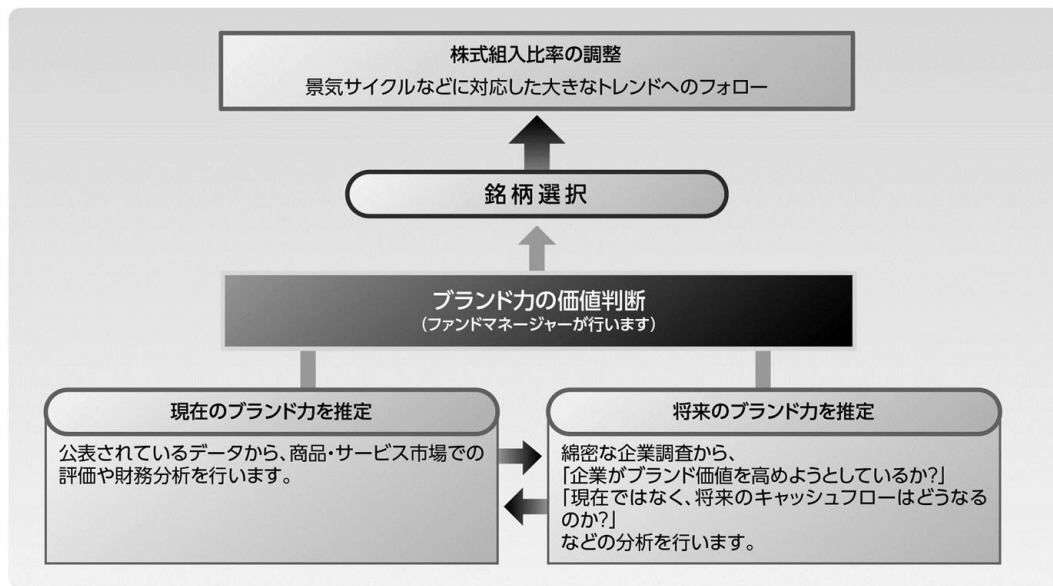 株式組入比率の調整
景気サイクルなどに対応した大きなトレンドへのフォロー
銘柄選択
ブランド力の価値判断
（ファンドマネージャーが行います）
現在のブランド力を推定
公表されているデータから、商品・サービス市場での
評価や財務分析を行います。
将来のブランド力を推定
綿密な企業調査から、
「企業がブランド価値を高めようとしているか?」
「現在ではなく、将来のキャッシュフローはどうなる
のか?」
などの分析を行います。